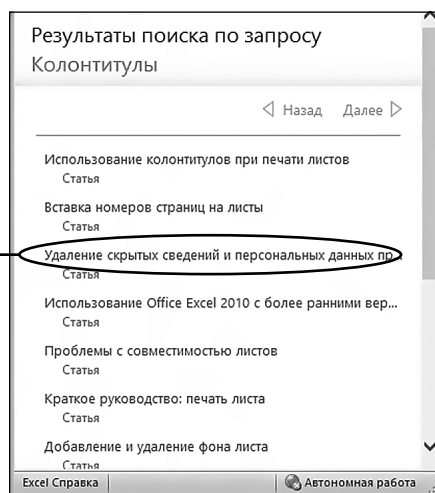 Результаты поиска по запросу
Колонтитулы
Назад Далее
Использование колонтитулов при печати листов
Статья
Вставка номеров страниц на листы
Статья
Удаление скрытых сведений и персональных данных пр...
Статья
Использование Office Excel 2010 с более ранними вер...
Статья
Проблемы с совместимостью листов
Статья
Краткое руководство: печать листа
Статья
Добавление и удаление фона листа
Статья
Excel Справка Автономная работа